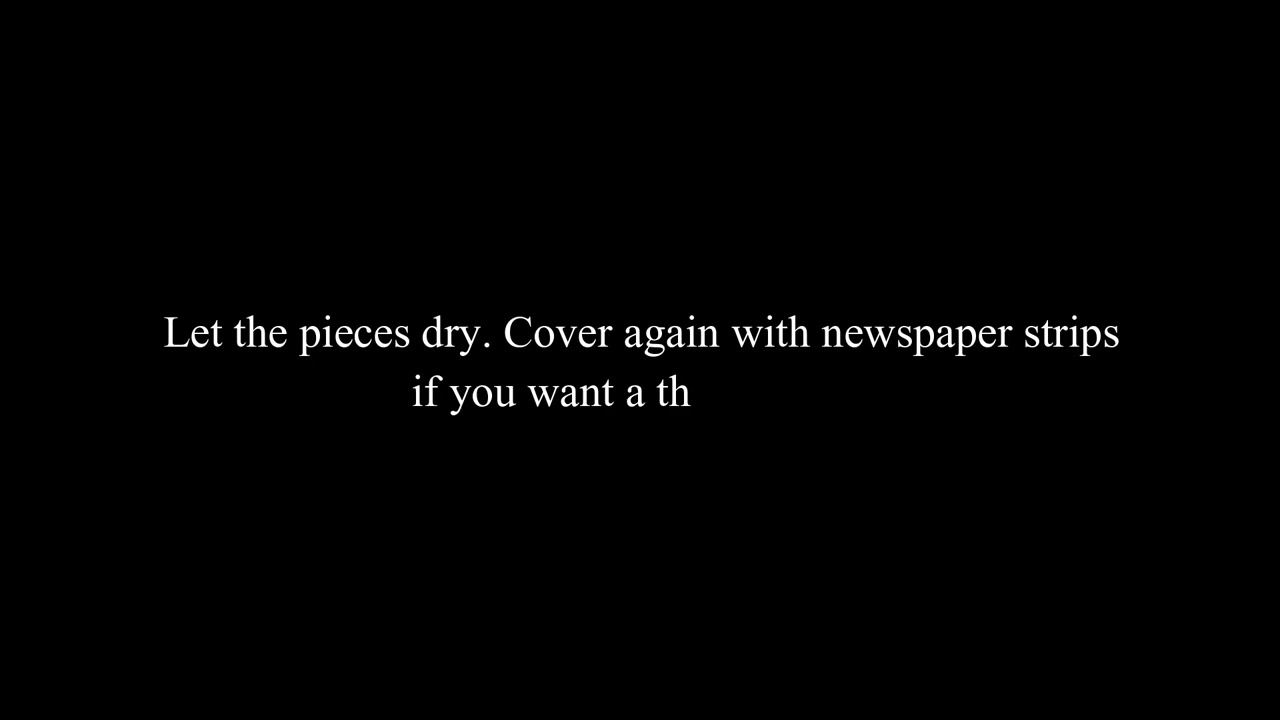 Let the pieces dry. Cover again with newspaper strips
if you want a th